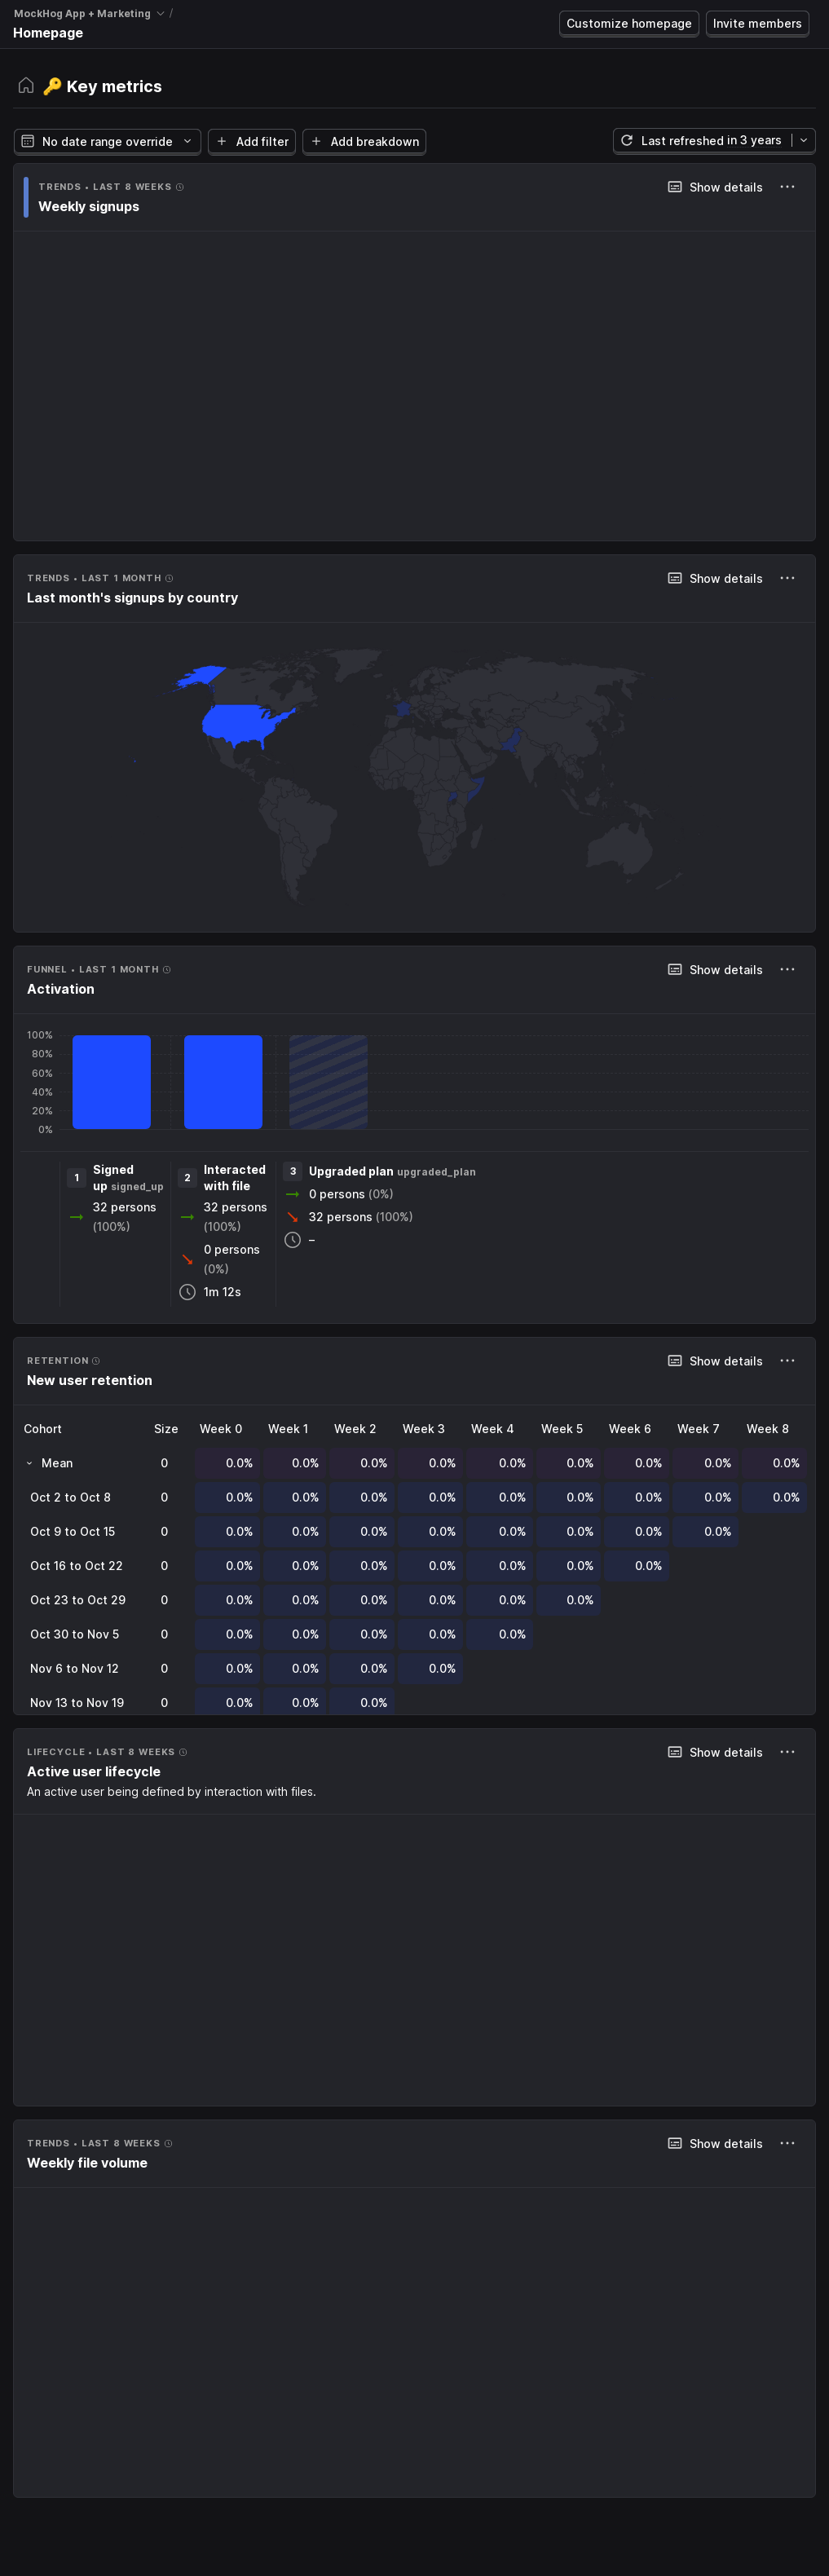 MockHog App + Marketing /
Homepage
Customize homepage
Invite members
🔑 Key metrics
No date range override
Add filter
Add breakdown
Last refreshed in 3 years
TRENDS • LAST 8 WEEKS
Show details
Weekly signups
TRENDS • LAST 1 MONTH
Show details
Last month's signups by country
FUNNEL • LAST 1 MONTH
Show details
Activation
100%
80%
60%
40%
20%
0%
1 Signed up signed_up
32 persons (100%)
2 Interacted with file
32 persons (100%)
0 persons (0%)
1m 12s
3 Upgraded plan upgraded_plan
0 persons (0%)
32 persons (100%)
–
RETENTION
Show details
New user retention
Cohort Size Week 0 Week 1 Week 2 Week 3 Week 4 Week 5 Week 6 Week 7 Week 8
Mean 0 0.0% 0.0% 0.0% 0.0% 0.0% 0.0% 0.0% 0.0% 0.0%
Oct 2 to Oct 8 0 0.0% 0.0% 0.0% 0.0% 0.0% 0.0% 0.0% 0.0% 0.0%
Oct 9 to Oct 15 0 0.0% 0.0% 0.0% 0.0% 0.0% 0.0% 0.0% 0.0%
Oct 16 to Oct 22 0 0.0% 0.0% 0.0% 0.0% 0.0% 0.0% 0.0%
Oct 23 to Oct 29 0 0.0% 0.0% 0.0% 0.0% 0.0% 0.0%
Oct 30 to Nov 5 0 0.0% 0.0% 0.0% 0.0% 0.0%
Nov 6 to Nov 12 0 0.0% 0.0% 0.0% 0.0%
Nov 13 to Nov 19 0 0.0% 0.0% 0.0%
LIFECYCLE • LAST 8 WEEKS
Show details
Active user lifecycle
An active user being defined by interaction with files.
TRENDS • LAST 8 WEEKS
Show details
Weekly file volume